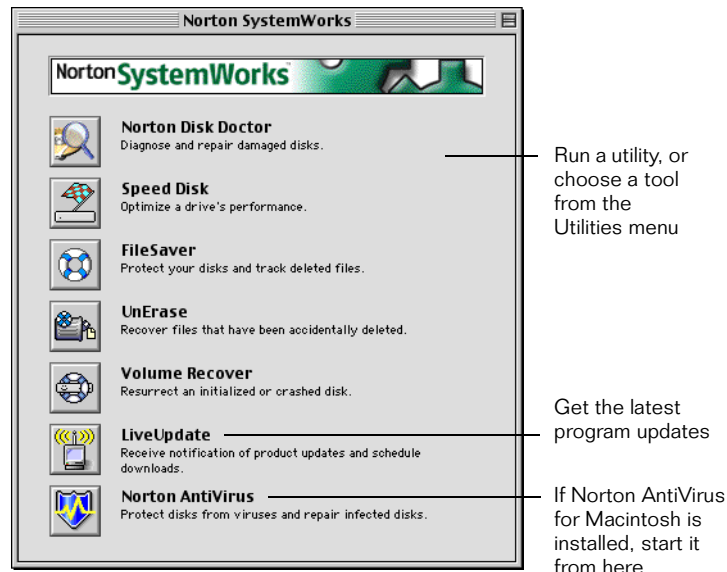 Norton SystemWorks
Norton SystemWorks
Norton Disk Doctor
Diagnose and repair damaged disks.
Speed Disk
Optimize a drive's performance.
FileSaver
Protect your disks and track deleted files.
UnErase
Recover files that have been accidentally deleted.
Volume Recover
Resurrect an initialized or crashed disk.
LiveUpdate
Receive notification of product updates and schedule
downloads.
Norton AntiVirus
Protect disks from viruses and repair infected disks.
Run a utility, or
choose a tool
from the
Utilities menu
Get the latest
program updates
If Norton AntiVirus
for Macintosh is
installed, start it
from here